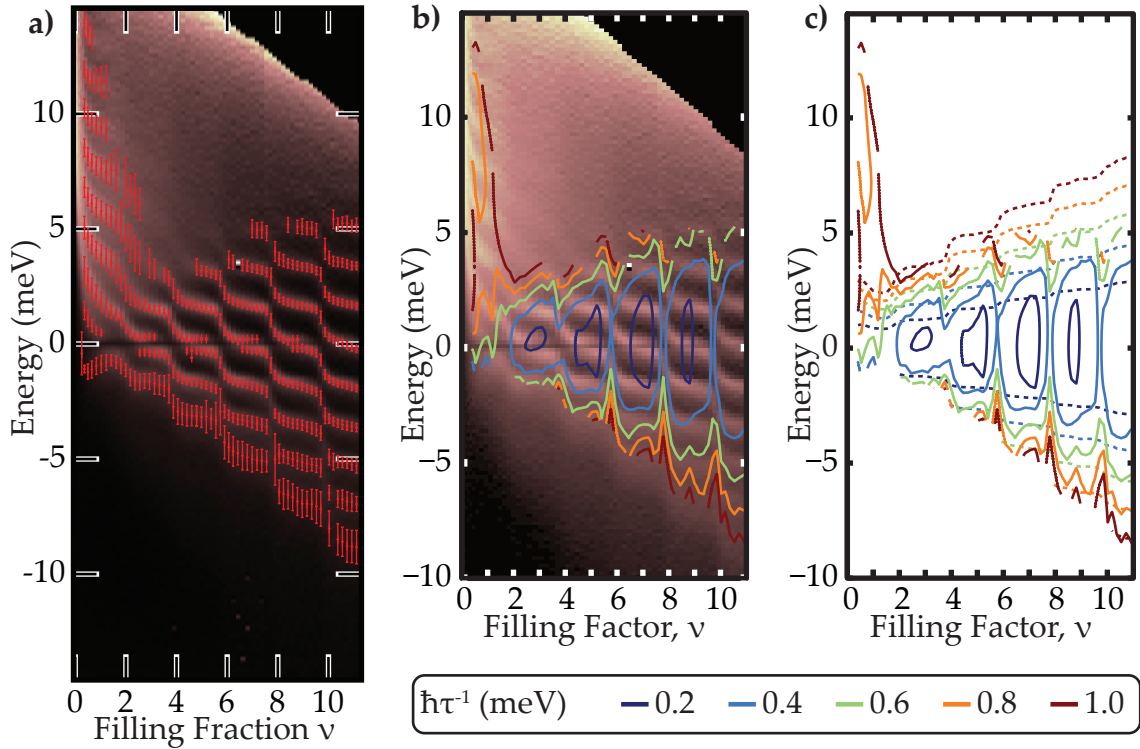 a)
b)
c)
10
5
0
-5
-10
Energy (meV)
0 2 4 6 8 10
Filling Fraction ν
10
5
0
−5
−10
Energy (meV)
0 2 4 6 8 10
Filling Factor, ν
10
5
0
−5
−10
Energy (meV)
0 2 4 6 8 10
Filling Factor, ν
ħτ⁻¹ (meV) 0.2 0.4 0.6 0.8 1.0